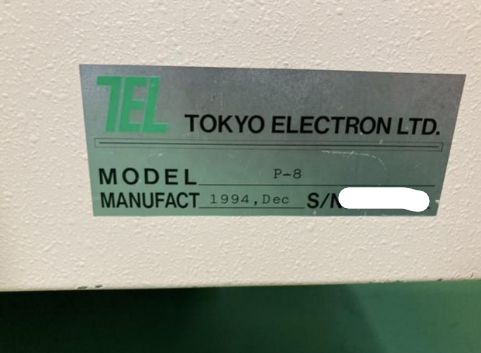 TEL TOKYO ELECTRON LTD.
MODEL P-8
MANUFACT 1994,Dec S/N